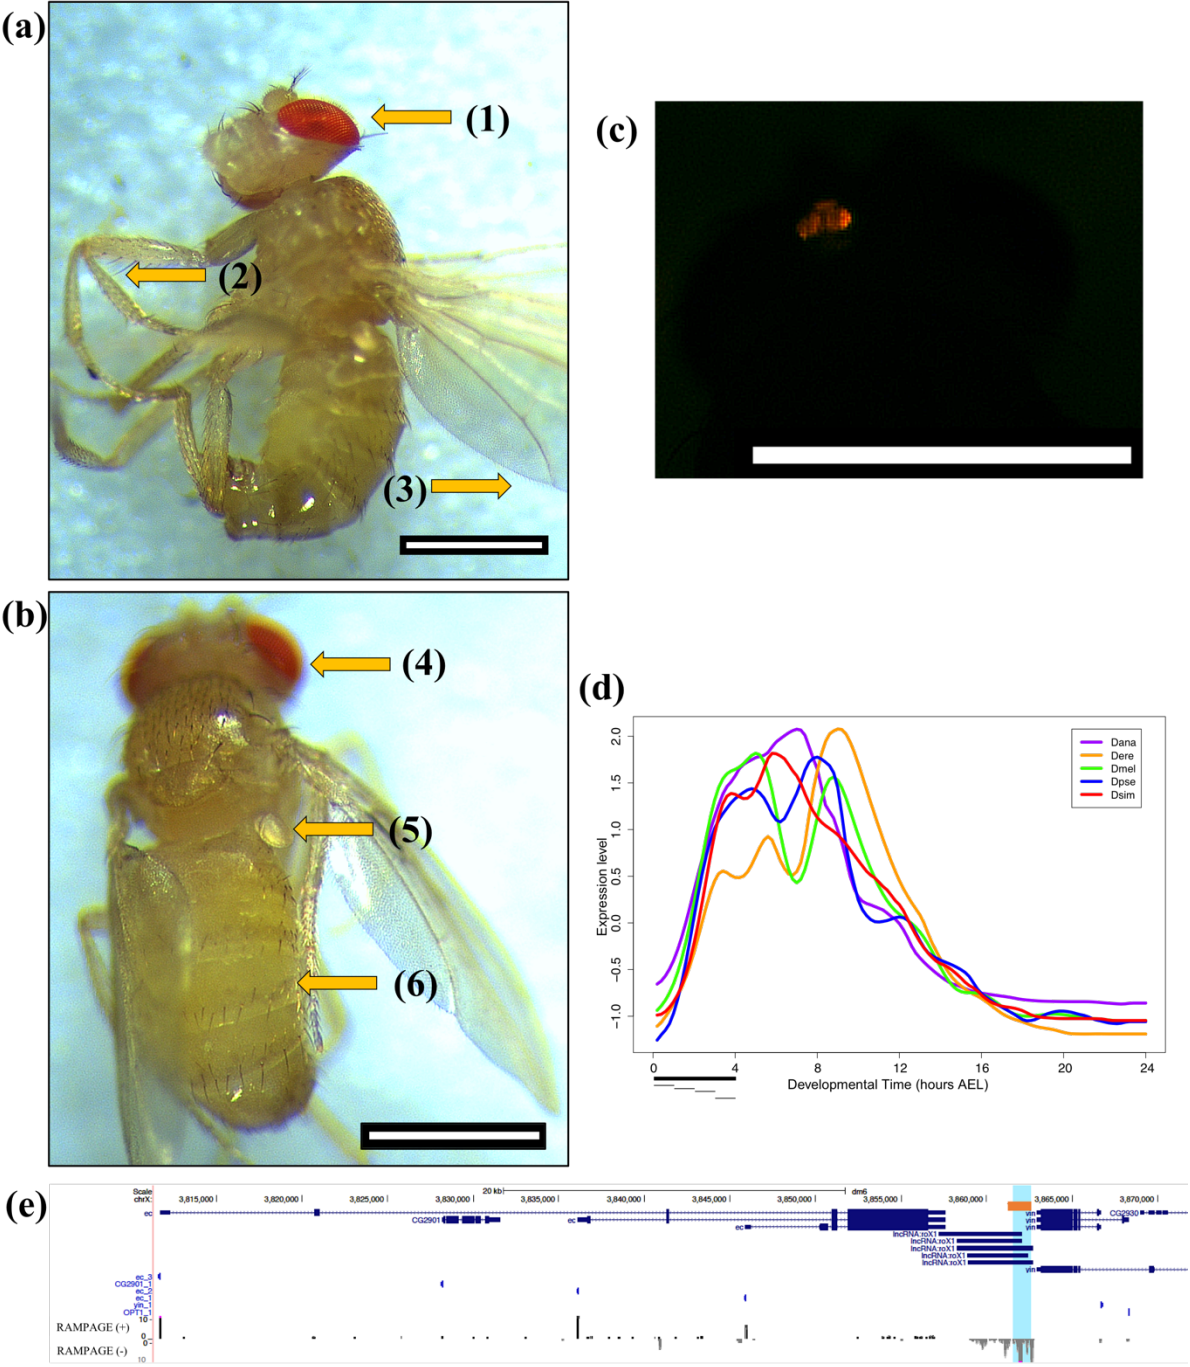 (a)
(1)
(2)
(3)
(b)
(4)
(5)
(6)
(c)
(d)
Expression level
2.0
1.5
1.0
0.5
0.0
−0.5
−1.0
Dana
Dere
Dmel
Dpse
Dsim
0 4 8 12 16 20 24
Developmental Time (hours AEL)
(e)
Scale 20 kb dm6
chrX: 3,815,000 3,820,000 3,825,000 3,830,000 3,835,000 3,840,000 3,845,000 3,850,000 3,855,000 3,860,000 3,865,000 3,870,000
ec yin CG2930
CG2901 ec yin
ec yin
lncRNA:roX1
lncRNA:roX1
lncRNA:roX1
lncRNA:roX1
lncRNA:roX1 yin
ec_3
CG2901_1
ec_2
ec_1
yin_1
OPT1_1
10
RAMPAGE (+)
0
0
RAMPAGE (-)
10